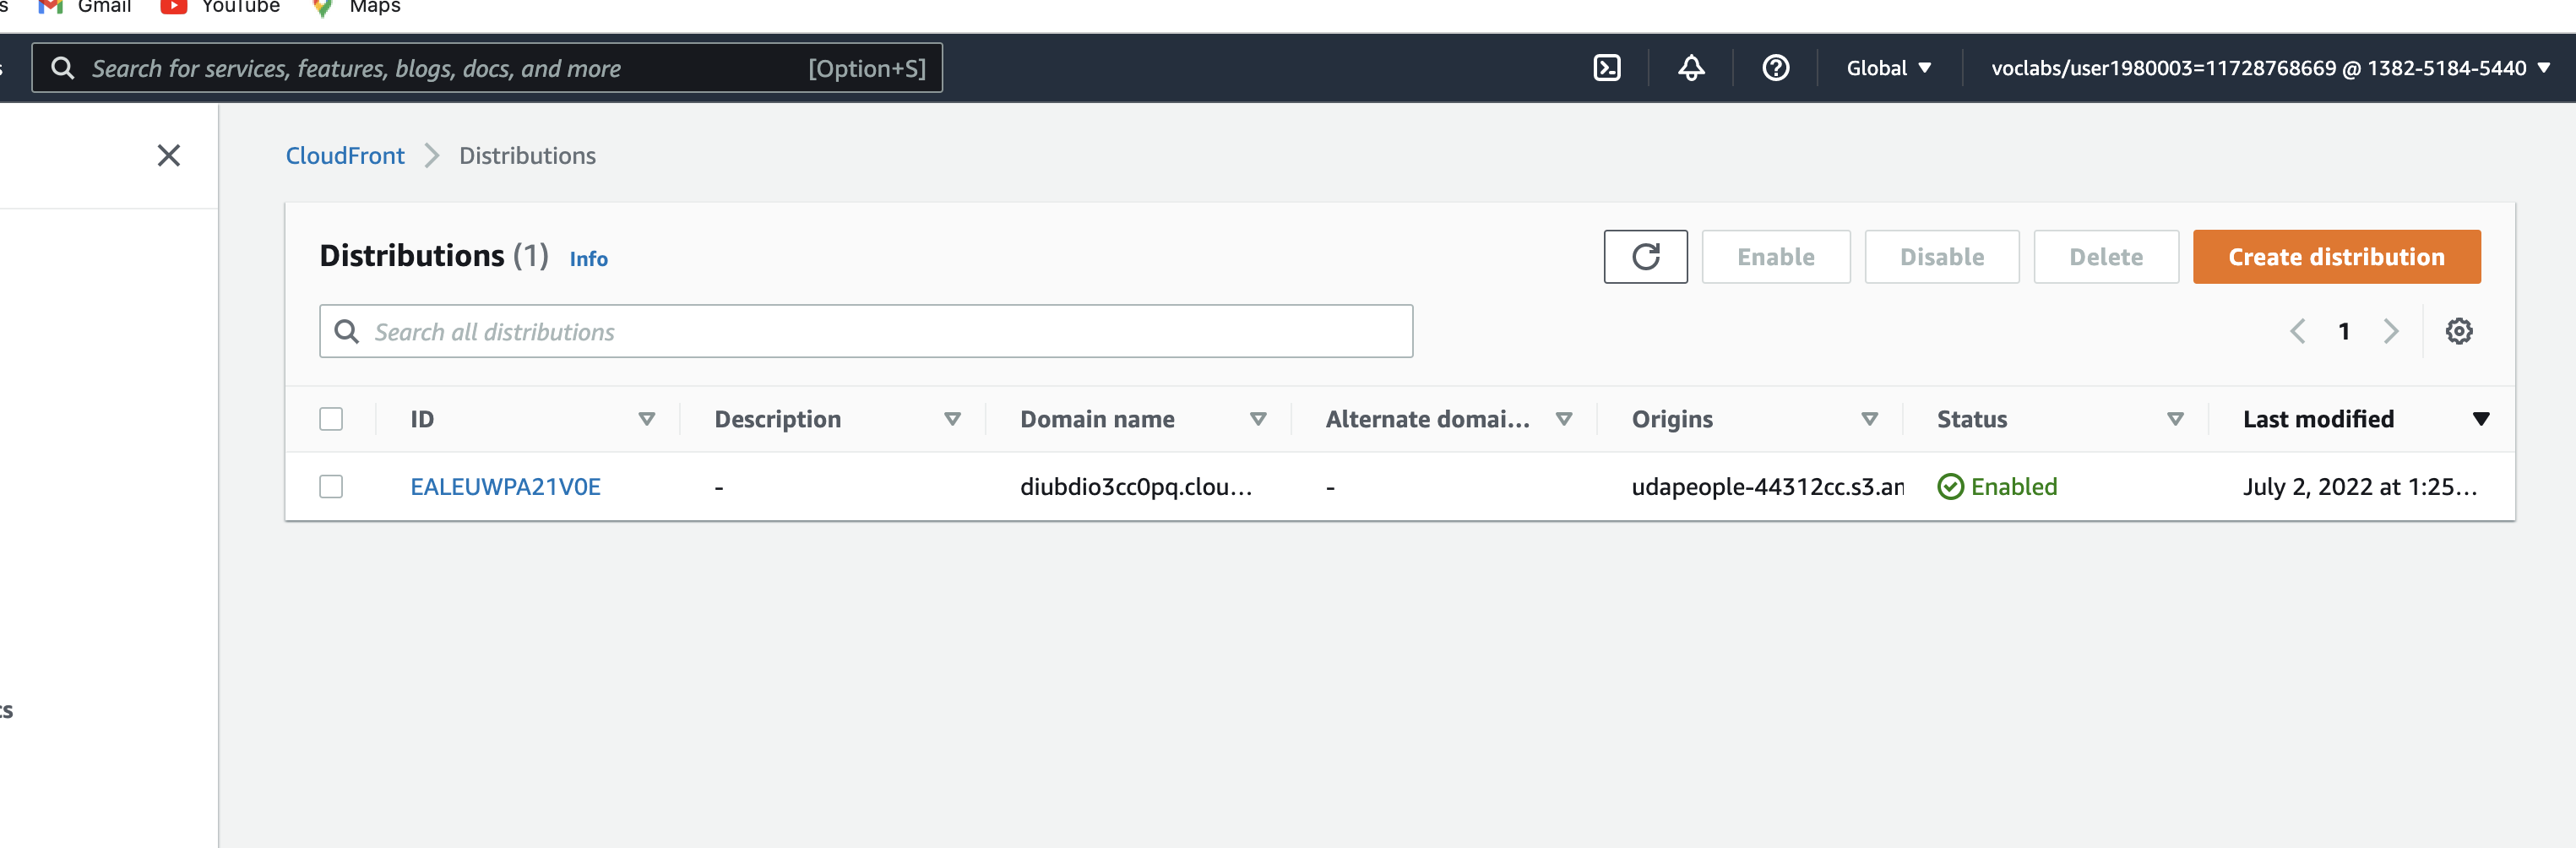 Gmail YouTube Maps
Search for services, features, blogs, docs, and more [Option+S] Global voclabs/user1980003=11728768669 @ 1382-5184-5440
CloudFront Distributions
Distributions (1) Info Enable Disable Delete Create distribution
Search all distributions 1
ID Description Domain name Alternate domai... Origins Status Last modified
EALEUWPA21V0E - diubdio3cc0pq.clou... - udapeople-44312cc.s3.an Enabled July 2, 2022 at 1:25...